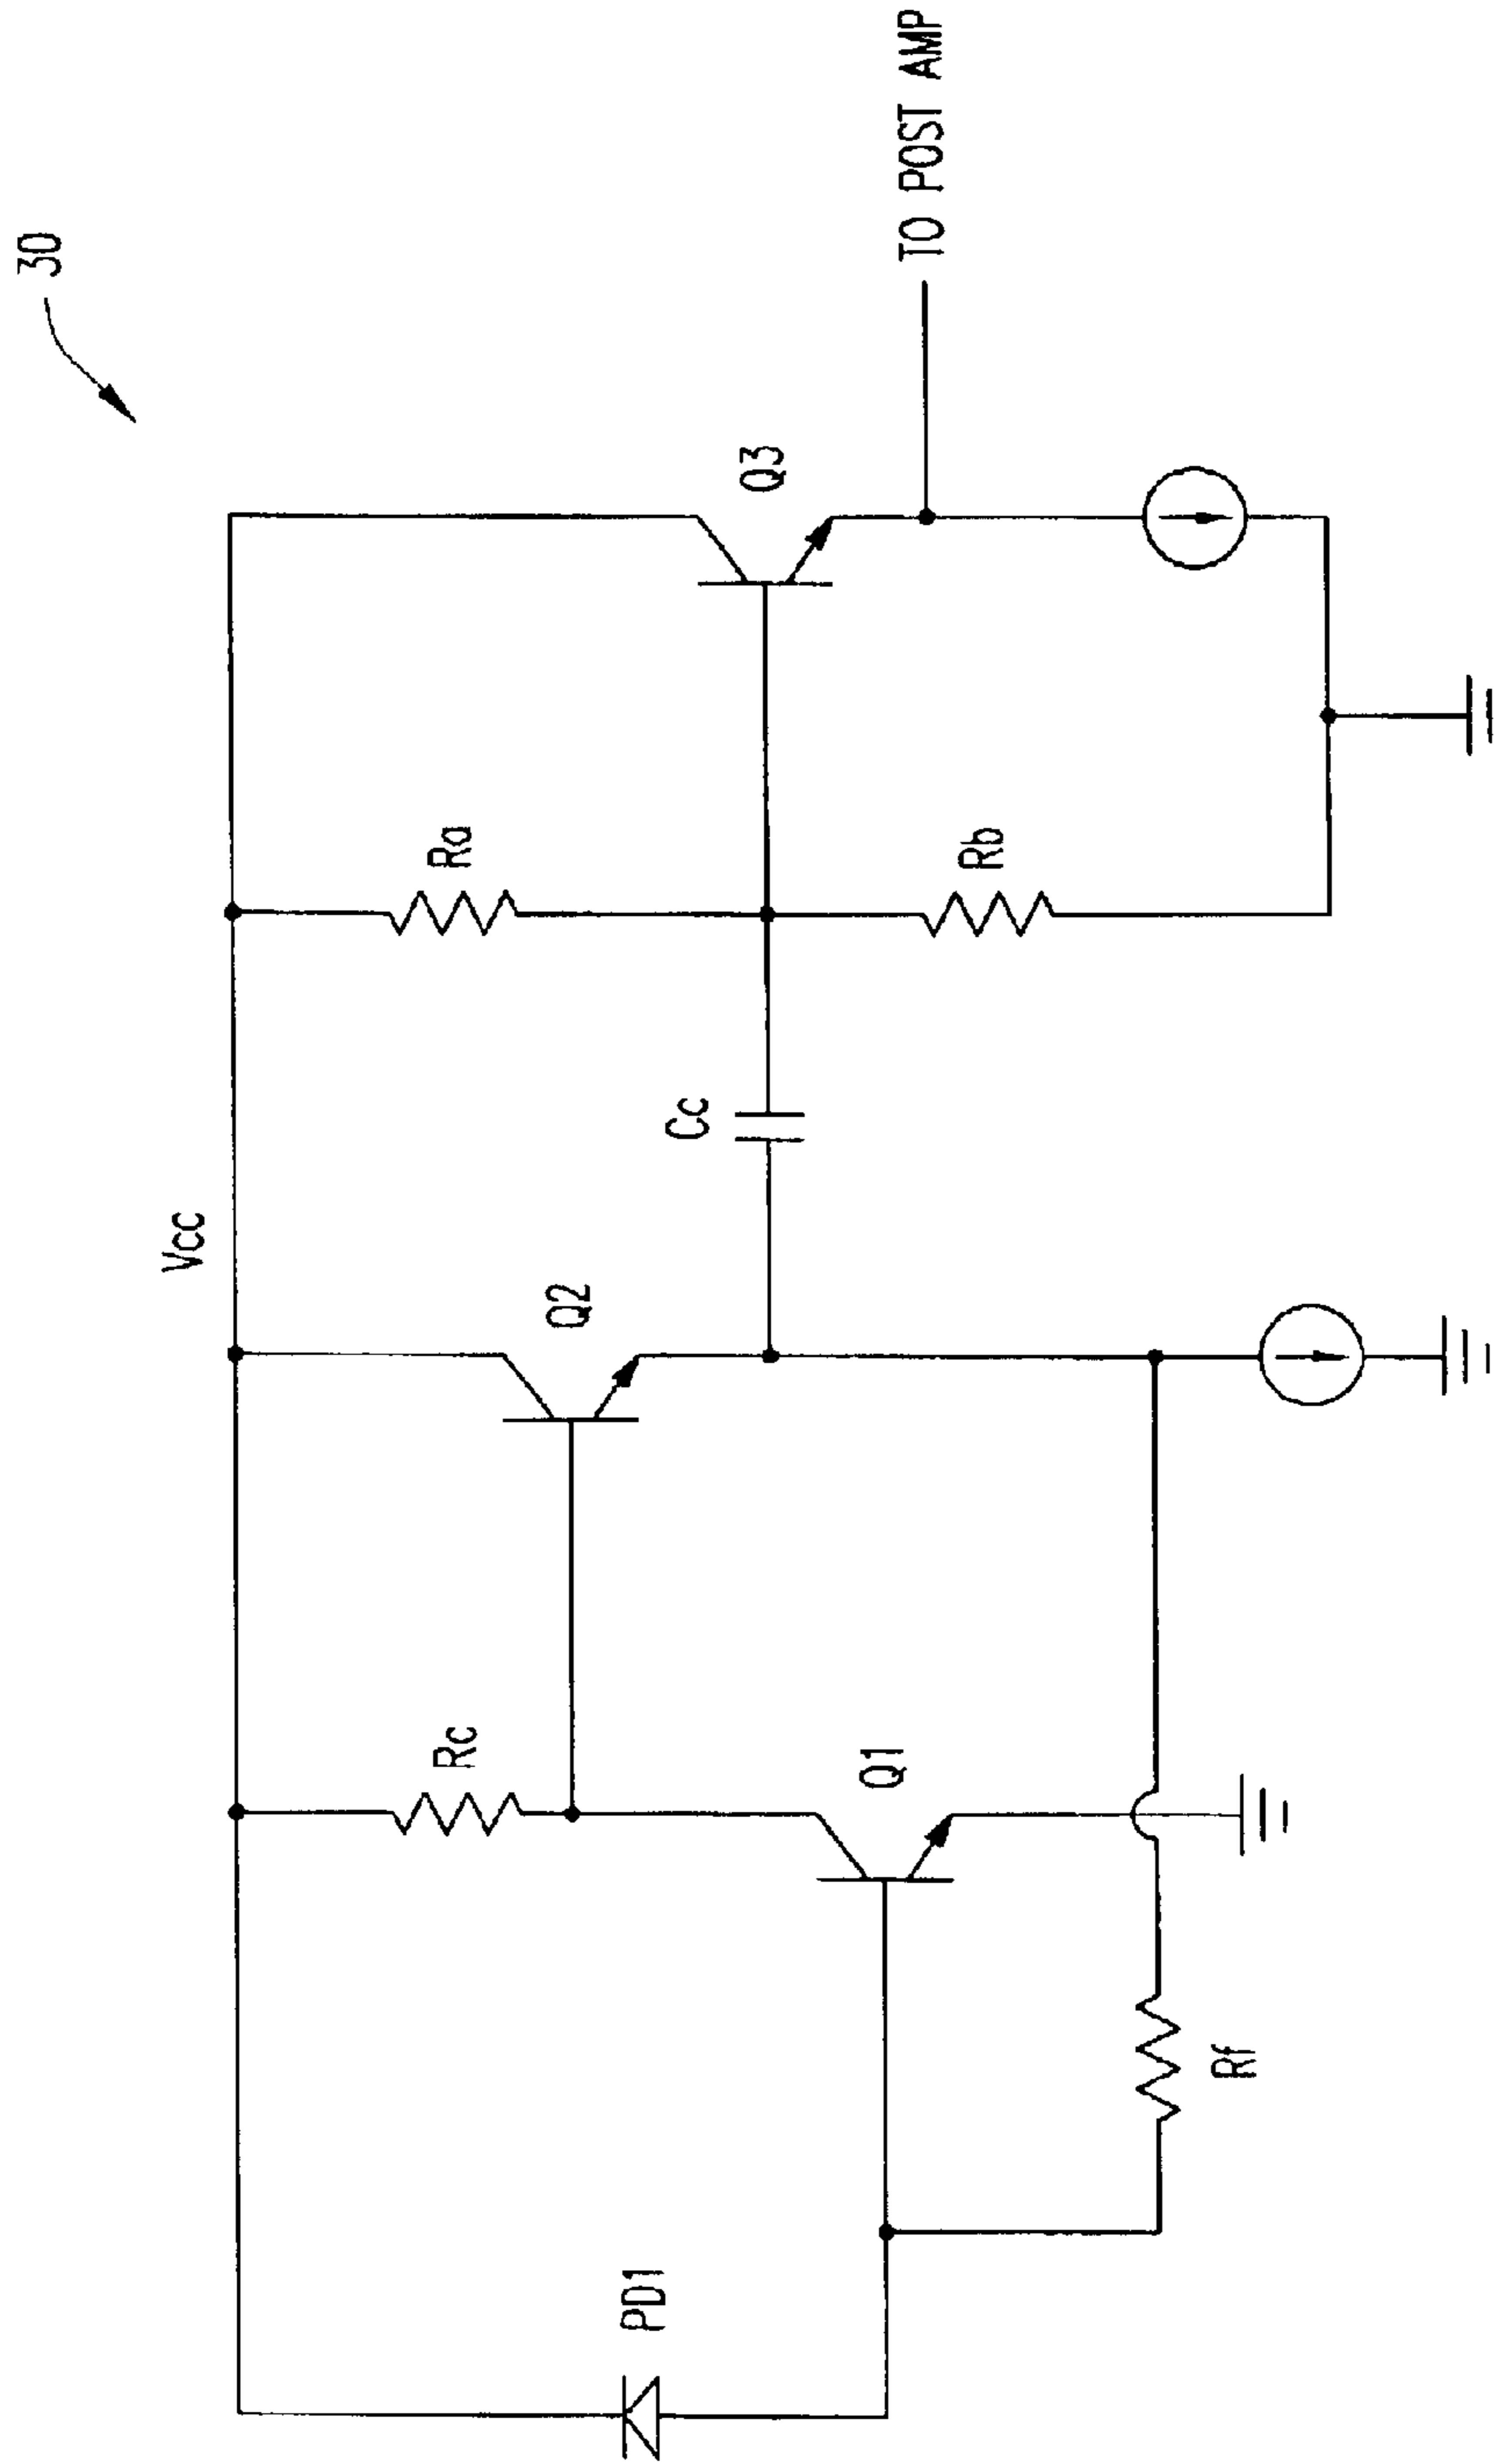 30
Vcc
PD1
Rc
Q1
Rf
Q2
Cc
Ra
Rb
Q3
TO POST AMP